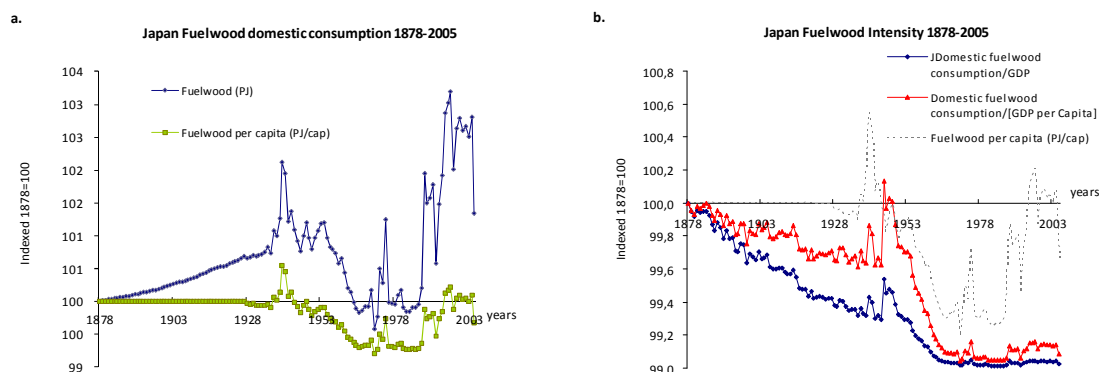 a.
Japan Fuelwood domestic consumption 1878-2005
104
103
103
102
102
101
101
100
100
99
Indexed 1878=100
Fuelwood (PJ)
Fuelwood per capita (PJ/cap)
1878
1903
1928
1953
1978
2003
years
b.
Japan Fuelwood Intensity 1878-2005
100,8
100,6
100,4
100,2
100,0
99,8
99,6
99,4
99,2
99,0
Indexed 1878=100
JDomestic fuelwood
consumption/GDP
Domestic fuelwood
consumption/[GDP per Capita]
Fuelwood per capita (PJ/cap)
years
1878
1903
1928
1953
1978
2003